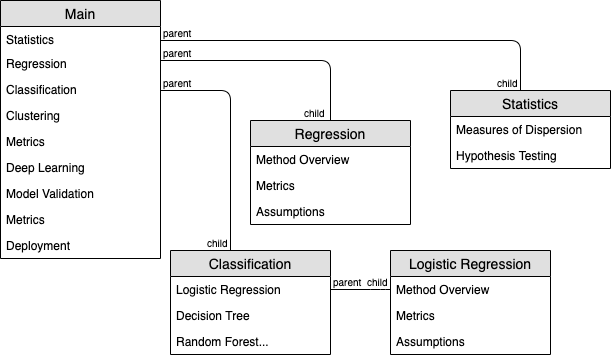 Main
Statistics
Regression
Classification
Clustering
Metrics
Deep Learning
Model Validation
Metrics
Deployment
parent
parent
parent
child
Statistics
Measures of Dispersion
Hypothesis Testing
child
Regression
Method Overview
Metrics
Assumptions
child
Classification
Logistic Regression
Decision Tree
Random Forest...
parent child
Logistic Regression
Method Overview
Metrics
Assumptions